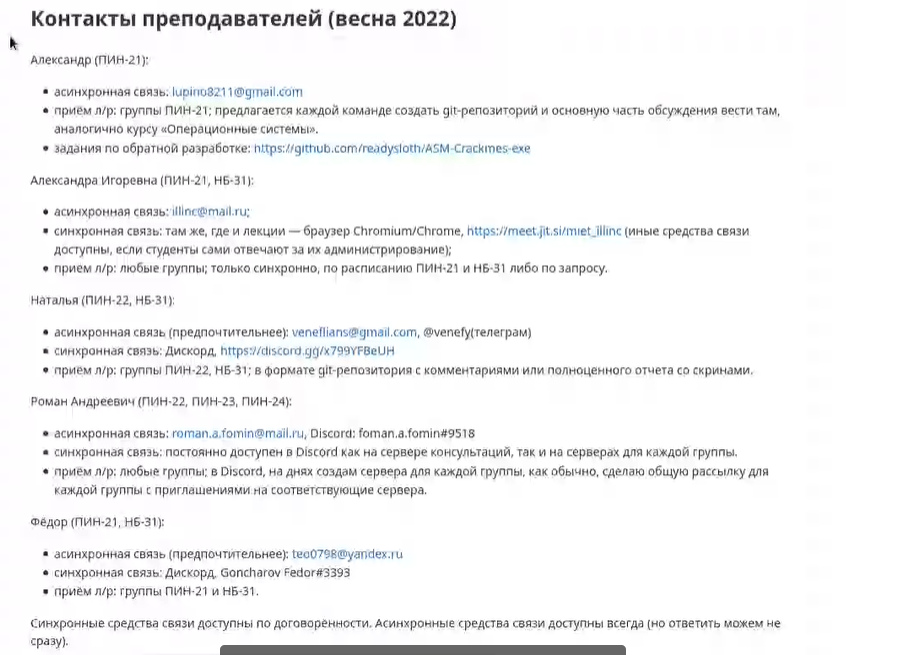 Контакты преподавателей (весна 2022)
Александр (ПИН-21):
• асинхронная связь: lupino8211@gmail.com
• приём л/р: группы ПИН-21; предлагается каждой команде создать git-репозиторий и основную часть обсуждения вести там,
аналогично курсу «Операционные системы».
• задания по обратной разработке: https://github.com/readysloth/ASM-Crackmes-exe
Александра Игоревна (ПИН-21, НБ-31):
• асинхронная связь: illinc@mail.ru;
• синхронная связь: там же, где и лекции — браузер Chromium/Chrome, https://meet.jit.si/miet_illinc (иные средства связи
доступны, если студенты сами отвечают за их администрирование);
• приём л/р: любые группы; только синхронно, по расписанию ПИН-21 и НБ-31 либо по запросу.
Наталья (ПИН-22, НБ-31):
• асинхронная связь (предпочтительнее): veneflians@gmail.com, @venefy(телеграм)
• синхронная связь: Дискорд, https://discord.gg/x799YFBeUH
• приём л/р: группы ПИН-22, НБ-31; в формате git-репозитория с комментариями или полноценного отчета со скринами.
Роман Андреевич (ПИН-22, ПИН-23, ПИН-24):
• асинхронная связь: roman.a.fomin@mail.ru, Discord: foman.a.fomin#9518
• синхронная связь: постоянно доступен в Discord как на сервере консультаций, так и на серверах для каждой группы.
• приём л/р: любые группы; в Discord, на днях создам сервера для каждой группы, как обычно, сделаю общую рассылку для
каждой группы с приглашениями на соответствующие сервера.
Фёдор (ПИН-21, НБ-31):
• асинхронная связь (предпочтительнее): teo0798@yandex.ru
• синхронная связь: Дискорд, Goncharov Fedor#3393
• приём л/р: группы ПИН-21 и НБ-31.
Синхронные средства связи доступны по договорённости. Асинхронные средства связи доступны всегда (но ответить можем не
сразу).